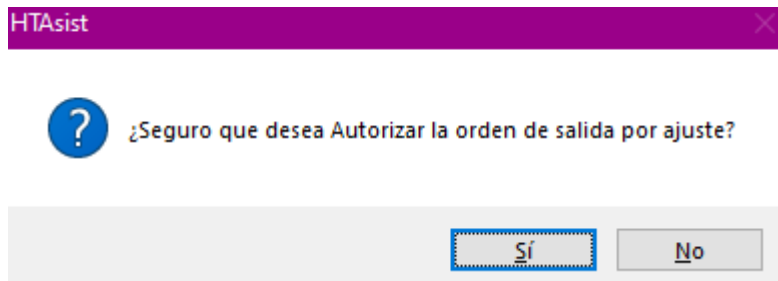 HTAsist
¿Seguro que desea Autorizar la orden de salida por ajuste?
Sí
No